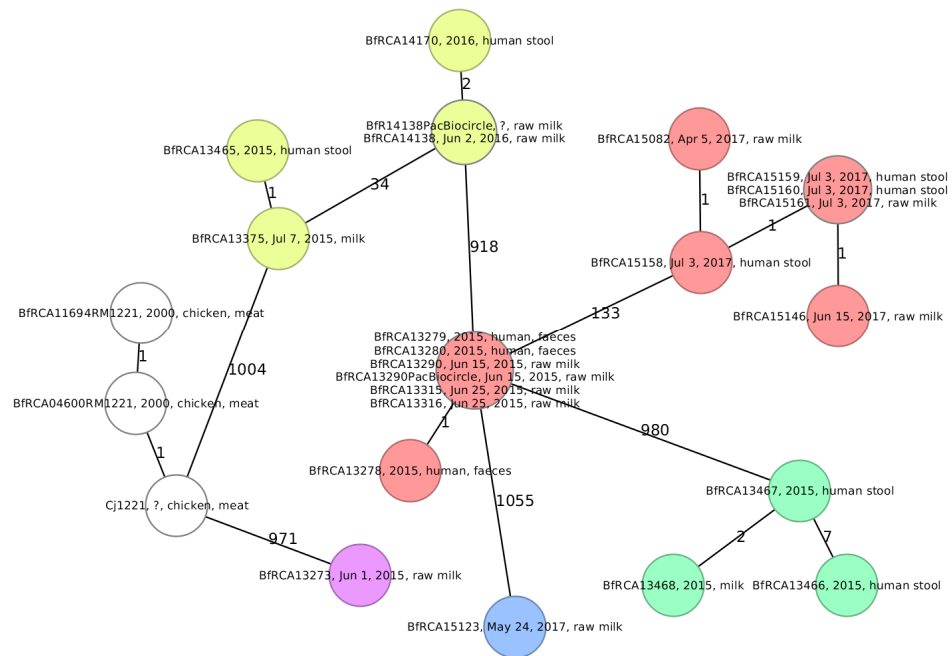 BfRCA14170, 2016, human stool
2
BfR14138PacBiocircle, ?, raw milk
BfRCA14138, Jun 2, 2016, raw milk
BfRCA13465, 2015, human stool
BfRCA15082, Apr 5, 2017, raw milk
34
1
BfRCA15159, Jul 3, 2017, human stool
BfRCA15160, Jul 3, 2017, human stool
BfRCA15161, Jul 3, 2017, raw milk
1
1
BfRCA13375, Jul 7, 2015, milk
918
1
BfRCA15158, Jul 3, 2017, human stool
BfRCA11694RM1221, 2000, chicken, meat
133
BfRCA15146, Jun 15, 2017, raw milk
BfRCA13279, 2015, human, faeces
BfRCA13280, 2015, human, faeces
BfRCA13290, Jun 15, 2015, raw milk
BfRCA13290PacBiocircle, Jun 15, 2015, raw milk
BfRCA13315, Jun 25, 2015, raw milk
BfRCA13316, Jun 25, 2015, raw milk
1
1004
BfRCA04600RM1221, 2000, chicken, meat
1
980
1
BfRCA13278, 2015, human, faeces
BfRCA13467, 2015, human stool
1055
Cj1221, ?, chicken, meat
971
2
7
BfRCA13273, Jun 1, 2015, raw milk
BfRCA13468, 2015, milk
BfRCA13466, 2015, human stool
BfRCA15123, May 24, 2017, raw milk